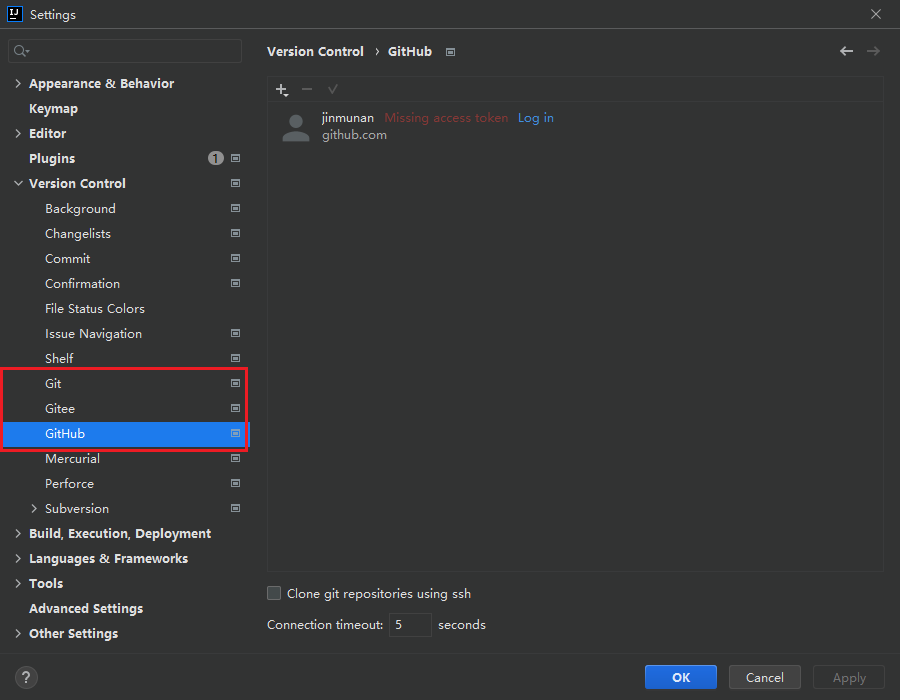 Settings
Version Control › GitHub
Appearance & Behavior
Keymap
Editor
Plugins 1
Version Control
Background
Changelists
Commit
Confirmation
File Status Colors
Issue Navigation
Shelf
Git
Gitee
GitHub
Mercurial
Perforce
Subversion
Build, Execution, Deployment
Languages & Frameworks
Tools
Advanced Settings
Other Settings
jinmunan Missing access token Log in
github.com
Clone git repositories using ssh
Connection timeout: 5 seconds
? OK Cancel Apply